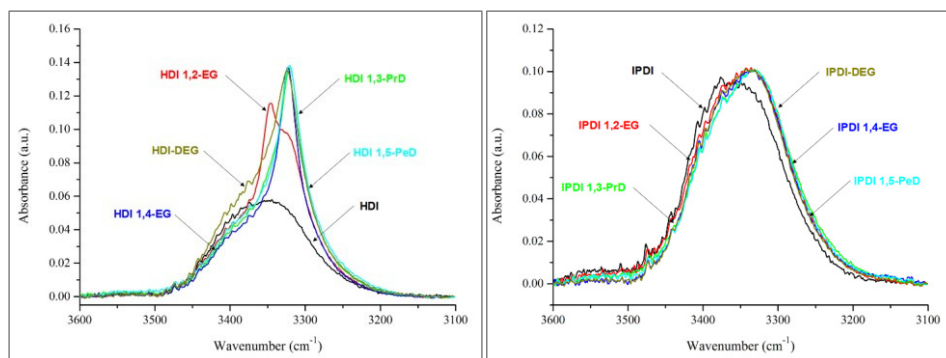 0.16
0.14
0.12
0.10
0.08
0.06
0.04
0.02
0.00
Absorbance (a.u.)
HDI 1,2-EG
HDI 1,3-PrD
HDI-DEG
HDI 1,5-PeD
HDI 1,4-EG
HDI
3600 3500 3400 3300 3200 3100
Wavenumber (cm⁻¹)
0.12
0.10
0.08
0.06
0.04
0.02
0.00
Absorbance (a.u.)
IPDI
IPDI-DEG
IPDI 1,2-EG
IPDI 1,4-EG
IPDI 1,3-PrD
IPDI 1,5-PeD
3600 3500 3400 3300 3200 3100
Wavenumber (cm⁻¹)